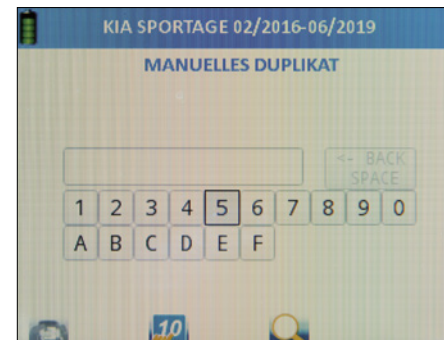 KIA SPORTAGE 02/2016-06/2019
MANUELLES DUPLIKAT
<- BACK
SPACE
1 2 3 4 5 6 7 8 9 0
A B C D E F
10